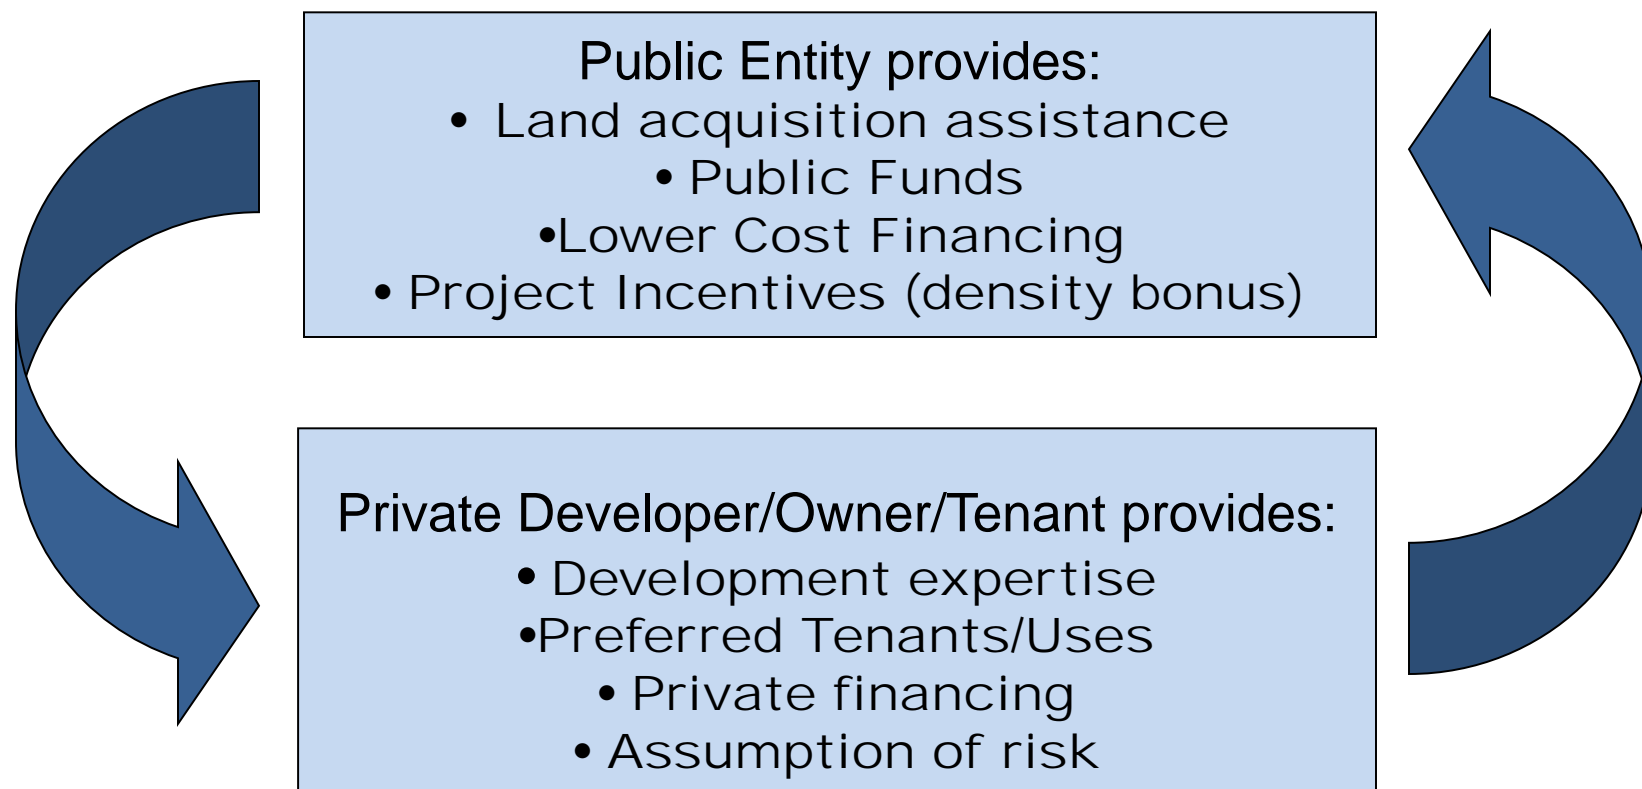 Public Entity provides:
• Land acquisition assistance
• Public Funds
•Lower Cost Financing
• Project Incentives (density bonus)
Private Developer/Owner/Tenant provides:
• Development expertise
•Preferred Tenants/Uses
• Private financing
• Assumption of risk